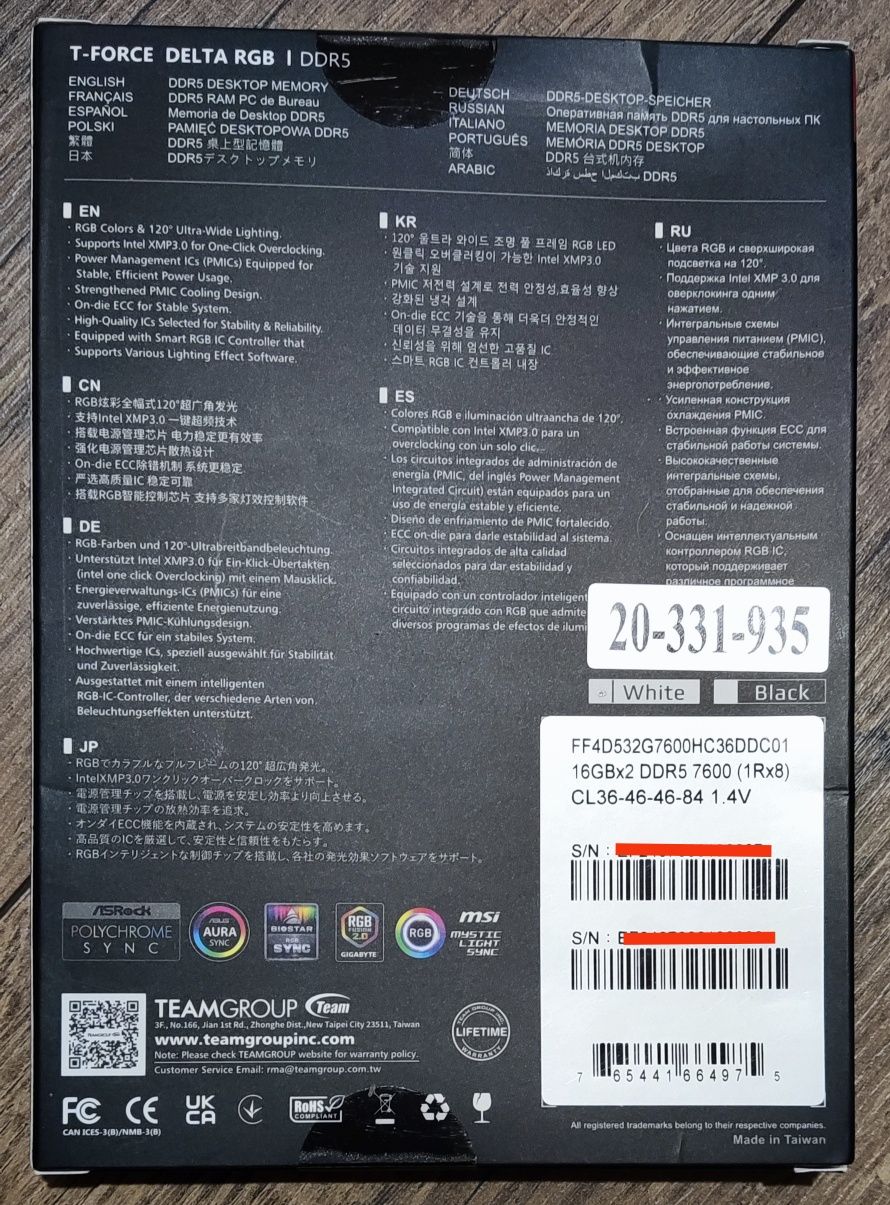 T-FORCE DELTA RGB | DDR5
ENGLISH DDR5 DESKTOP MEMORY
FRANÇAIS DDR5 RAM PC de Bureau
ESPAÑOL Memoria de Desktop DDR5
POLSKI PAMIĘĆ DESKTOPOWA DDR5
繁體 DDR5 桌上型記憶體
日本 DDR5デスクトップメモリ
DEUTSCH DDR5-DESKTOP-SPEICHER
RUSSIAN Оперативная память DDR5 для настольных ПК
ITALIANO MEMORIA DESKTOP DDR5
PORTUGUÊS MEMÓRIA DDR5 DESKTOP
简体 DDR5 台式机内存
ARABIC DDR5
EN
· RGB Colors & 120° Ultra-Wide Lighting.
· Supports Intel XMP3.0 for One-Click Overclocking.
· Power Management ICs (PMICs) Equipped for
Stable, Efficient Power Usage.
· Strengthened PMIC Cooling Design.
· On-die ECC for Stable System.
· High-Quality ICs Selected for Stability & Reliability.
· Equipped with Smart RGB IC Controller that
Supports Various Lighting Effect Software.
CN
· RGB炫彩全幅式120°超广角发光
· 支持Intel XMP3.0 一键超频技术
· 搭载电源管理芯片 电力稳定更有效率
· 强化电源管理芯片散热设计
· On-die ECC除错机制 系统更稳定
· 严选高质量IC 稳定可靠
· 搭载RGB智能控制芯片 支持多家灯效控制软件
DE
· RGB-Farben und 120°-Ultrabreitbandbeleuchtung.
· Unterstützt Intel XMP3.0 für Ein-Klick-Übertakten
(intel one click Overclocking) mit einem Mausklick.
· Energieverwaltungs-ICs (PMICs) für eine
zuverlässige, effiziente Energienutzung.
· Verstärktes PMIC-Kühlungsdesign.
· On-die ECC für ein stabiles System.
· Hochwertige ICs, speziell ausgewählt für Stabilität
und Zuverlässigkeit.
· Ausgestattet mit einem intelligenten
RGB-IC-Controller, der verschiedene Arten von
Beleuchtungseffekten unterstützt.
JP
· RGBでカラフルなフルフレームの120° 超広角発光。
· IntelXMP3.0ワンクリックオーバークロックをサポート。
· 電源管理チップを搭載し、電源を安定し効率より向上させる。
· 電源管理チップの放熱効率を追求。
· オンダイECC機能を内蔵され、システムの安定性を高めます。
· 高品質のICを厳選して、安定性と信頼性をもたらす。
· RGBインテリジェントな制御チップを搭載し、各社の発光効果ソフトウェアをサポート。
KR
· 120° 울트라 와이드 조명 풀 프레임 RGB LED
· 원클릭 오버클러킹이 가능한 Intel XMP3.0
기술 지원
· PMIC 저전력 설계로 전력 안정성,효율성 향상
· 강화된 냉각 설계
· On-die ECC 기술을 통해 더욱더 안정적인
데이터 무결성을 유지
· 신뢰성을 위해 엄선한 고품질 IC
· 스마트 RGB IC 컨트롤러 내장
ES
· Colores RGB e iluminación ultraancha de 120°.
· Compatible con Intel XMP3.0 para un
overclocking con un solo clic.
· Los circuitos integrados de administración de
energía (PMIC, del inglés Power Management
Integrated Circuit) están equipados para un
uso de energía estable y eficiente.
· Diseño de enfriamiento de PMIC fortalecido.
· ECC on-die para darle estabilidad al sistema.
· Circuitos integrados de alta calidad
seleccionados para dar estabilidad y
confiabilidad.
· Equipado con un controlador inteligent
circuito integrado con RGB que admite
diversos programas de efectos de ilumi
RU
· Цвета RGB и сверхширокая
подсветка на 120°.
· Поддержка Intel XMP 3.0 для
оверклокинга одним
нажатием.
· Интегральные схемы
управления питанием (PMIC),
обеспечивающие стабильное
и эффективное
энергопотребление.
· Усиленная конструкция
охлаждения PMIC.
· Встроенная функция ECC для
стабильной работы системы.
· Высококачественные
интегральные схемы,
отобранные для обеспечения
стабильной и надежной
работы.
· Оснащен интеллектуальным
контроллером RGB IC,
который поддерживает
различное программное
20-331-935
White Black
FF4D532G7600HC36DDC01
16GBx2 DDR5 7600 (1Rx8)
CL36-46-46-84 1.4V
S/N :
S/N :
7 65441 66497 5
ASRock
POLYCHROME
SYNC
ASUS
AURA
SYNC
BIOSTAR
RGB
SYNC
RGB
FUSION
2.0
GIGABYTE
RGB
msi
MYSTIC
LIGHT
SYNC
TEAMGROUP Team
3F., No.166, Jian 1st Rd., Zhonghe Dist.,New Taipei City 23511, Taiwan
www.teamgroupinc.com
Note: Please check TEAMGROUP website for warranty policy.
Customer Service Email: rma@teamgroup.com.tw
TEAM GROUP INC.
LIFETIME
WARRANTY
FC CE UK CA
RoHS
COMPLIANT
CAN ICES-3(B)/NMB-3(B)
All registered trademarks belong to their respective companies.
Made in Taiwan